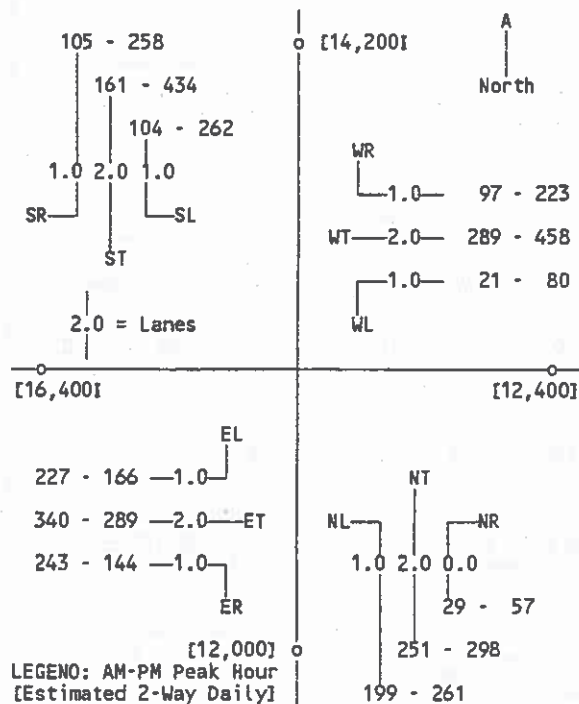 105 - 258
[14,200]
A
North
161 - 434
104 - 262
1.0 2.0 1.0
SR SL
ST
WR
1.0 97 - 223
WT 2.0 289 - 458
1.0 21 - 80
WL
2.0 = Lanes
[16,400]
[12,400]
EL
227 - 166 1.0
340 - 289 2.0 ET
243 - 144 1.0
ER
NT
NL NR
1.0 2.0 0.0
29 - 57
251 - 298
199 - 261
[12,000]
LEGENO: AM-PM Peak Hour
[Estimated 2-Way Daily]